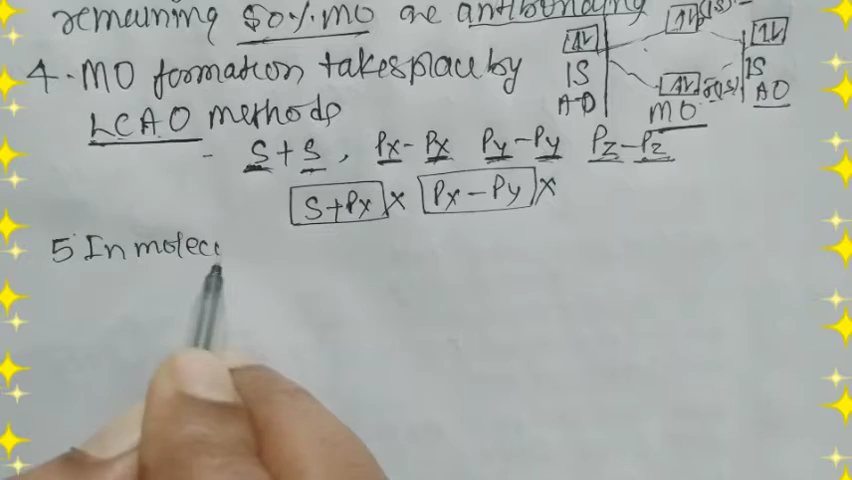 remaining 50% MO are antibonding
4. MO formation takes place by
LCAO methods
- S+S, Px-Px Py-Py Pz-Pz
S+Px x Px-Py x
5 In molec
1S
AO
MO
1S
AO